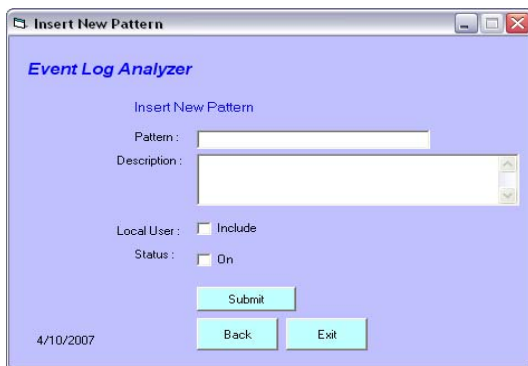 Insert New Pattern
Event Log Analyzer
Insert New Pattern
Pattern :
Description :
Local User : Include
Status : On
Submit
Back Exit
4/10/2007